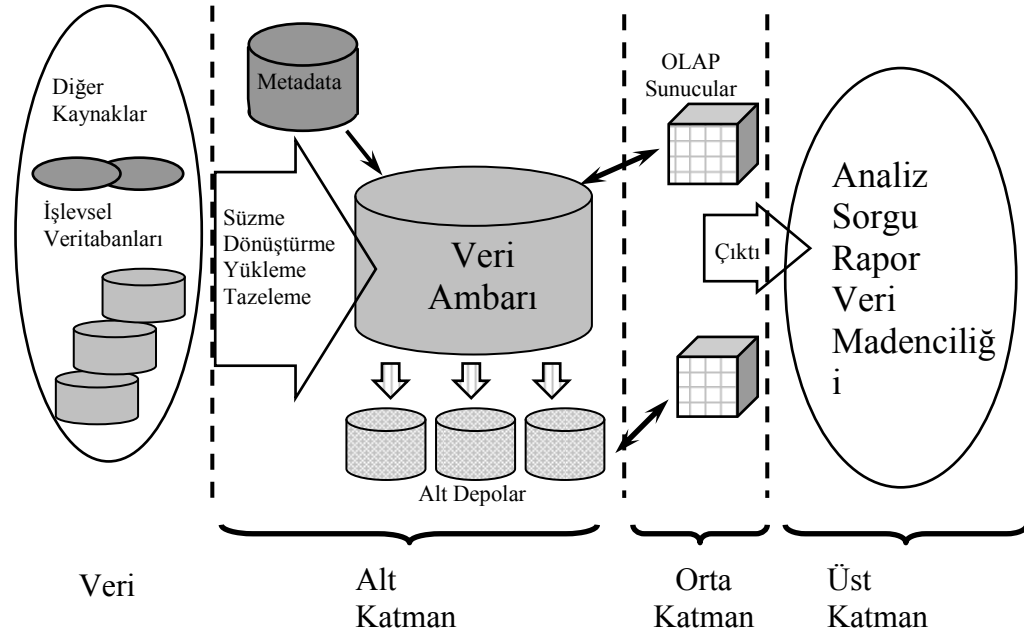 Diğer
Kaynaklar
İşlevsel
Veritabanları
Metadata
Süzme
Dönüştürme
Yükleme
Tazeleme
Veri
Ambarı
Alt Depolar
OLAP
Sunucular
Çıktı
Analiz
Sorgu
Rapor
Veri
Madenciliğ
i
Veri
Alt
Katman
Orta
Katman
Üst
Katman